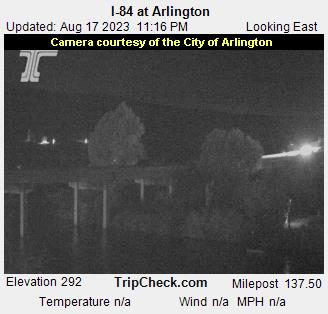 I-84 at Arlington
Updated: Aug 17 2023 11:16 PM Looking East
Camera courtesy of the City of Arlington
Elevation 292 TripCheck.com Milepost 137.50
Temperature n/a Wind n/a MPH n/a